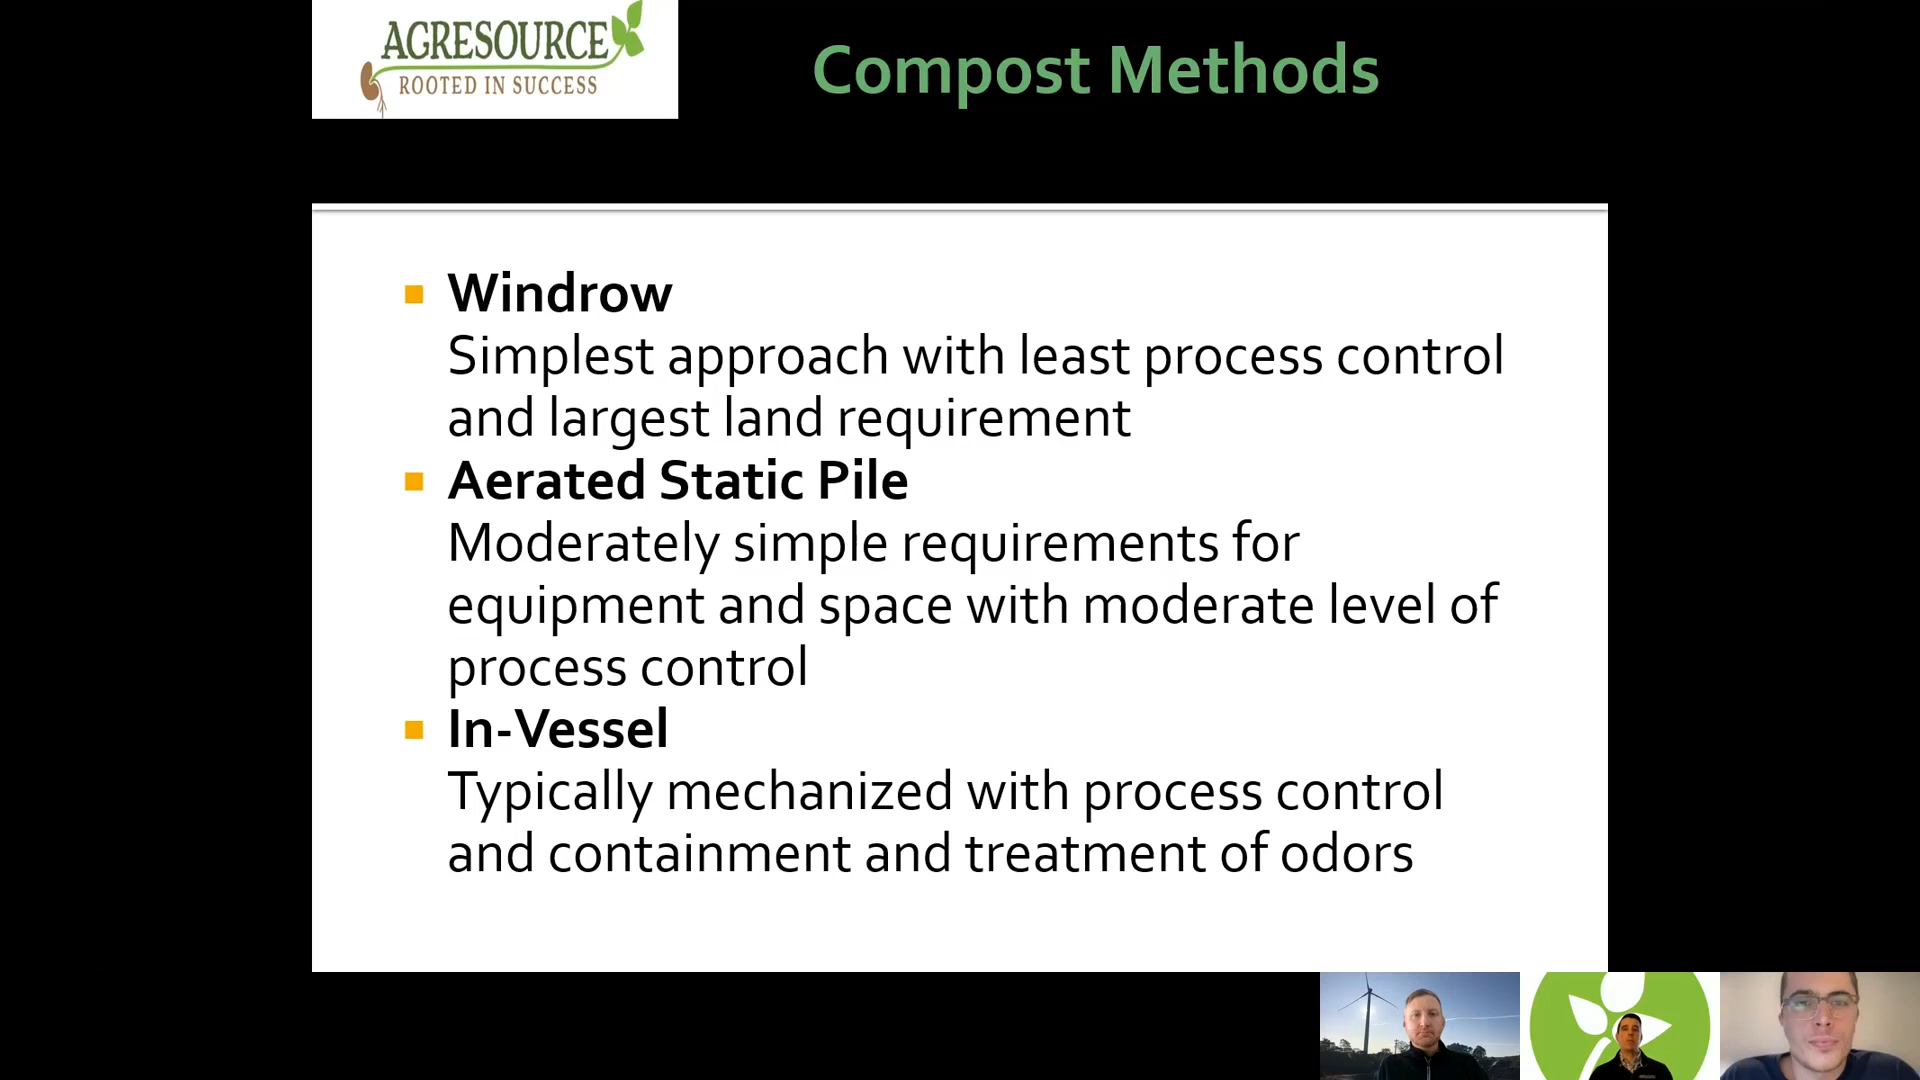 AGRESOURCE
ROOTED IN SUCCESS
Compost Methods
Windrow
Simplest approach with least process control
and largest land requirement
Aerated Static Pile
Moderately simple requirements for
equipment and space with moderate level of
process control
In-Vessel
Typically mechanized with process control
and containment and treatment of odors